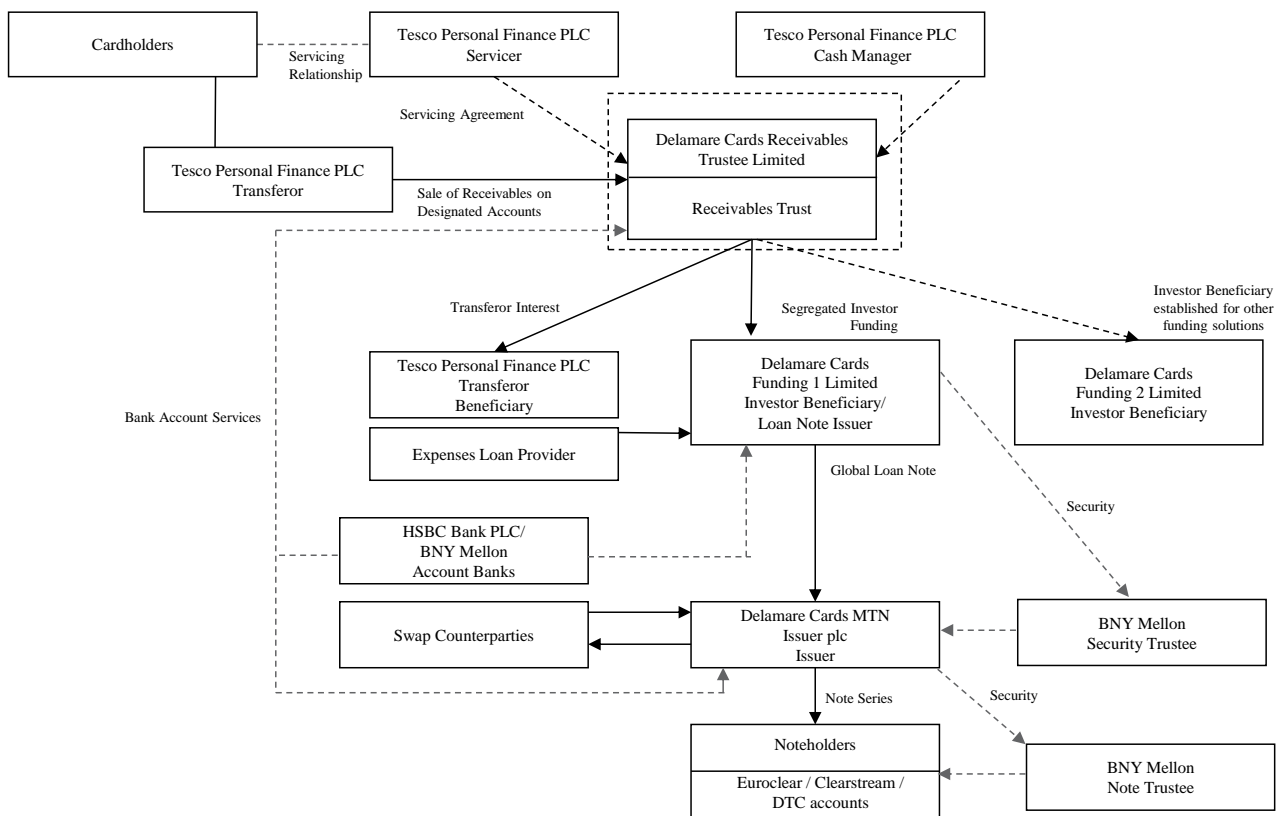 Cardholders
Servicing
Relationship
Tesco Personal Finance PLC
Servicer
Tesco Personal Finance PLC
Cash Manager
Servicing Agreement
Delamare Cards Receivables
Trustee Limited
Tesco Personal Finance PLC
Transferor
Sale of Receivables on
Designated Accounts
Receivables Trust
Transferor Interest
Segregated Investor
Funding
Investor Beneficiary
established for other
funding solutions
Tesco Personal Finance PLC
Transferor
Beneficiary
Delamare Cards
Funding 1 Limited
Investor Beneficiary/
Loan Note Issuer
Delamare Cards
Funding 2 Limited
Investor Beneficiary
Bank Account Services
Expenses Loan Provider
Global Loan Note
Security
HSBC Bank PLC/
BNY Mellon
Account Banks
Swap Counterparties
Delamare Cards MTN
Issuer plc
Issuer
BNY Mellon
Security Trustee
Note Series
Security
Noteholders
Euroclear / Clearstream /
DTC accounts
BNY Mellon
Note Trustee